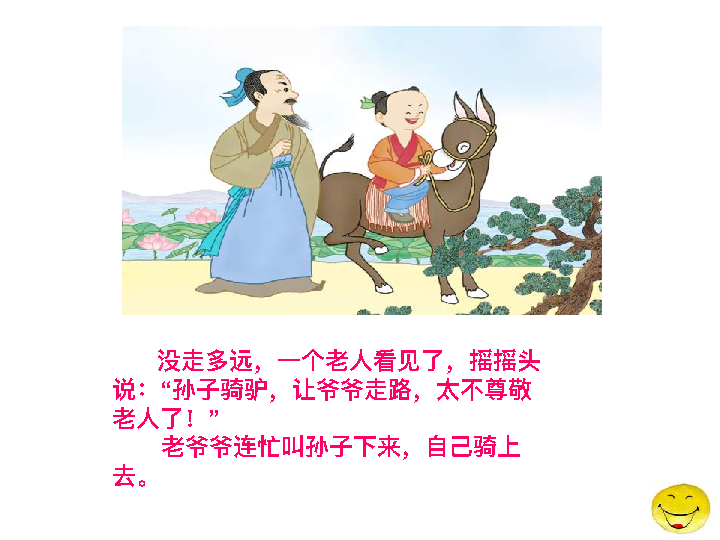 没走多远，一个老人看见了，摇摇头
说：“孙子骑驴，让爷爷走路，太不尊敬
老人了！”
老爷爷连忙叫孙子下来，自己骑上
去。